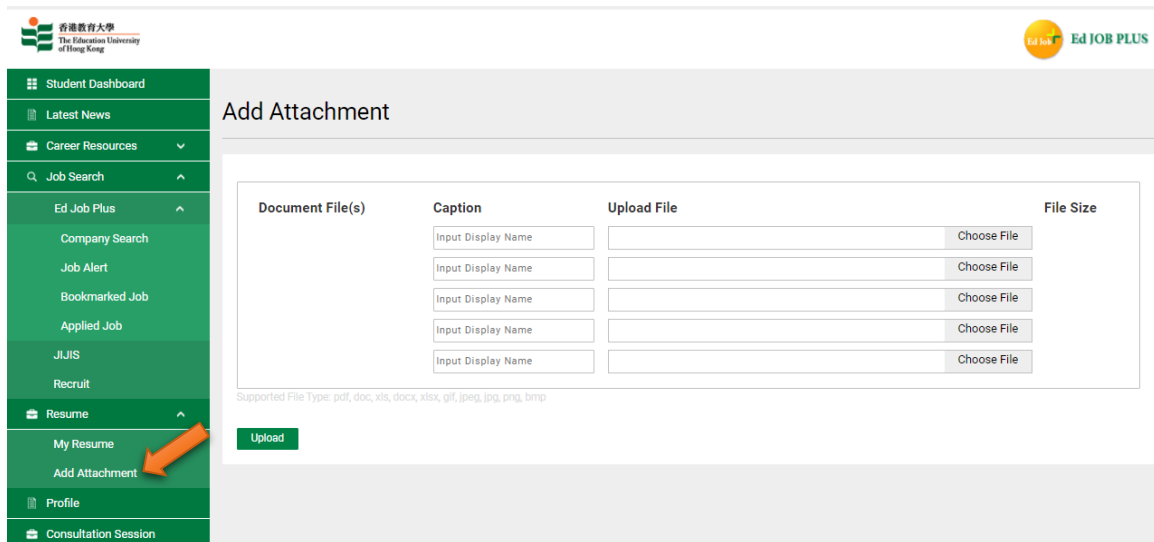 香港教育大學
The Education University
of Hong Kong
Ed Job
Ed JOB PLUS
Student Dashboard
Latest News
Career Resources
Job Search
Ed Job Plus
Company Search
Job Alert
Bookmarked Job
Applied Job
JIJIS
Recruit
Resume
My Resume
Add Attachment
Profile
Consultation Session
Add Attachment
Document File(s) Caption Upload File File Size
Input Display Name Choose File
Input Display Name Choose File
Input Display Name Choose File
Input Display Name Choose File
Input Display Name Choose File
Supported File Type: pdf, doc, xls, docx, xlsx, gif, jpeg, jpg, png, bmp
Upload